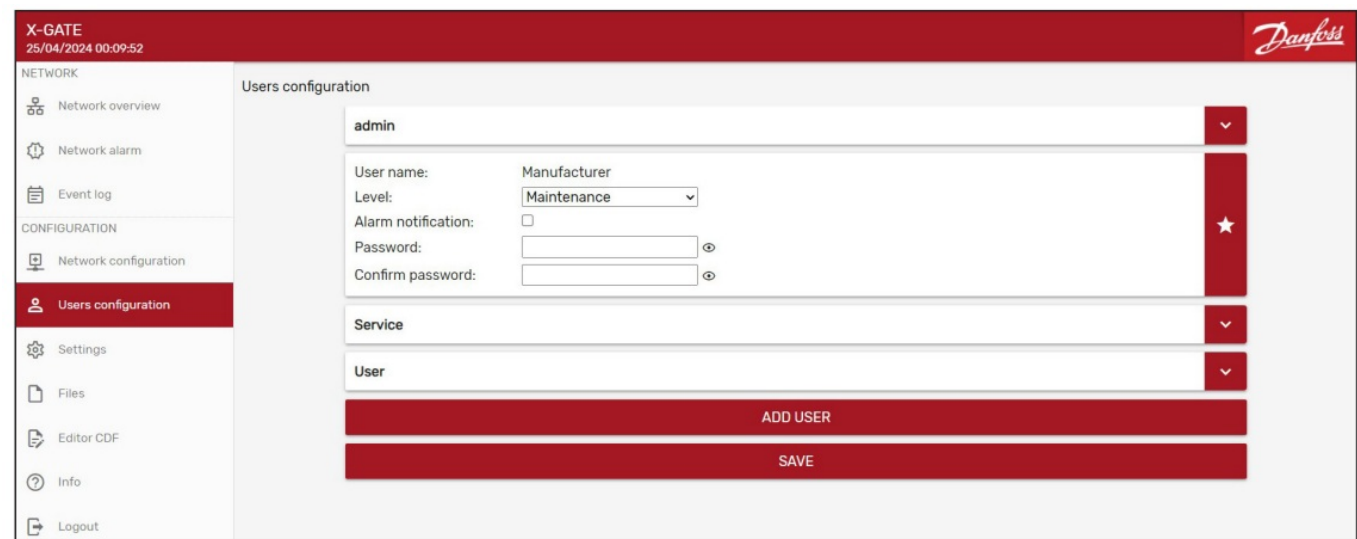 X-GATE
25/04/2024 00:09:52
Danfoss
NETWORK
Network overview
Network alarm
Event log
CONFIGURATION
Network configuration
Users configuration
Settings
Files
Editor CDF
Info
Logout
Users configuration
admin
User name: Manufacturer
Level: Maintenance
Alarm notification:
Password:
Confirm password:
Service
User
ADD USER
SAVE